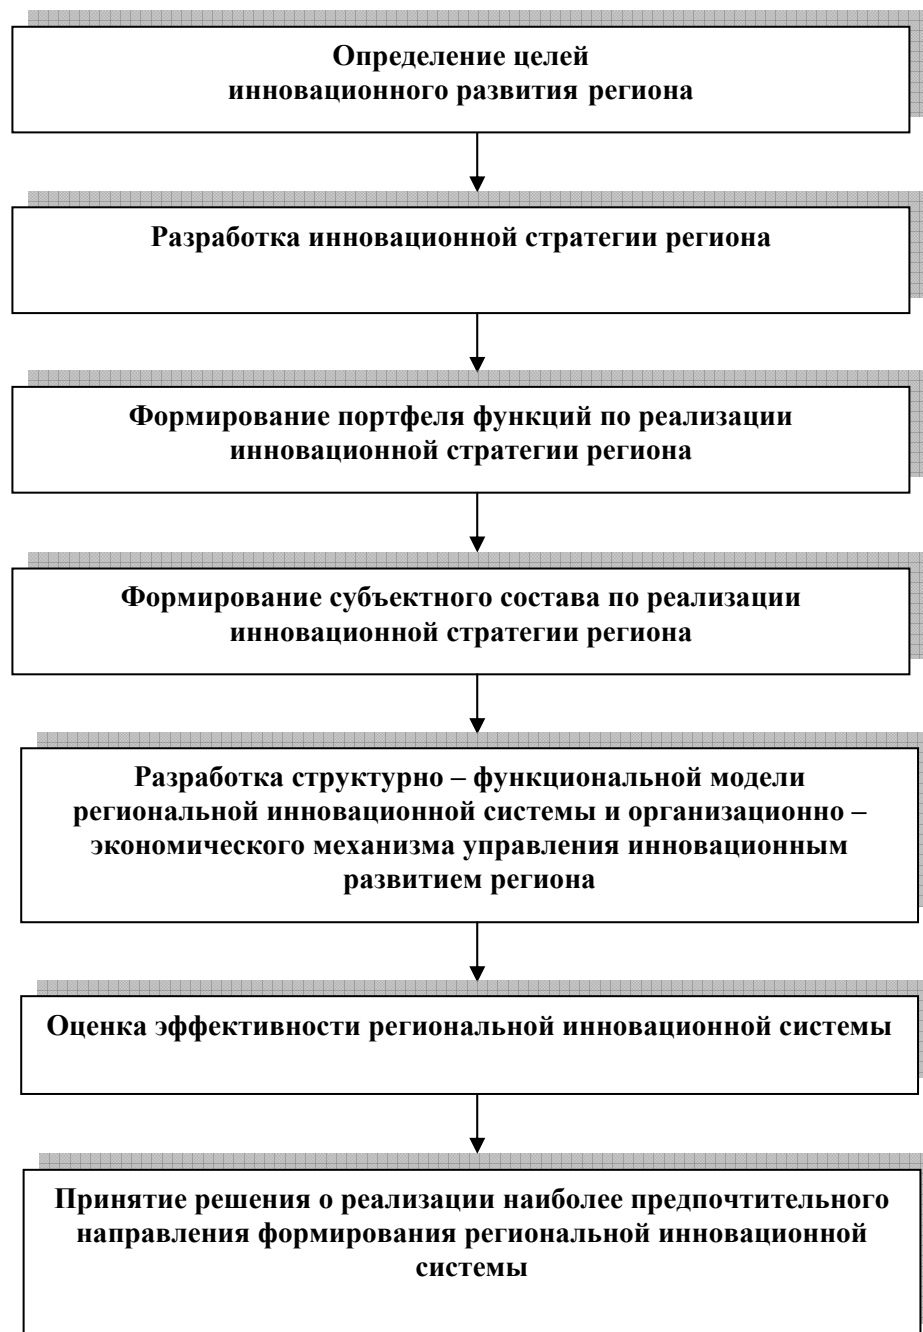 Определение целей
инновационного развития региона
Разработка инновационной стратегии региона
Формирование портфеля функций по реализации
инновационной стратегии региона
Формирование субъектного состава по реализации
инновационной стратегии региона
Разработка структурно – функциональной модели
региональной инновационной системы и организационно –
экономического механизма управления инновационным
развитием региона
Оценка эффективности региональной инновационной системы
Принятие решения о реализации наиболее предпочтительного
направления формирования региональной инновационной
системы